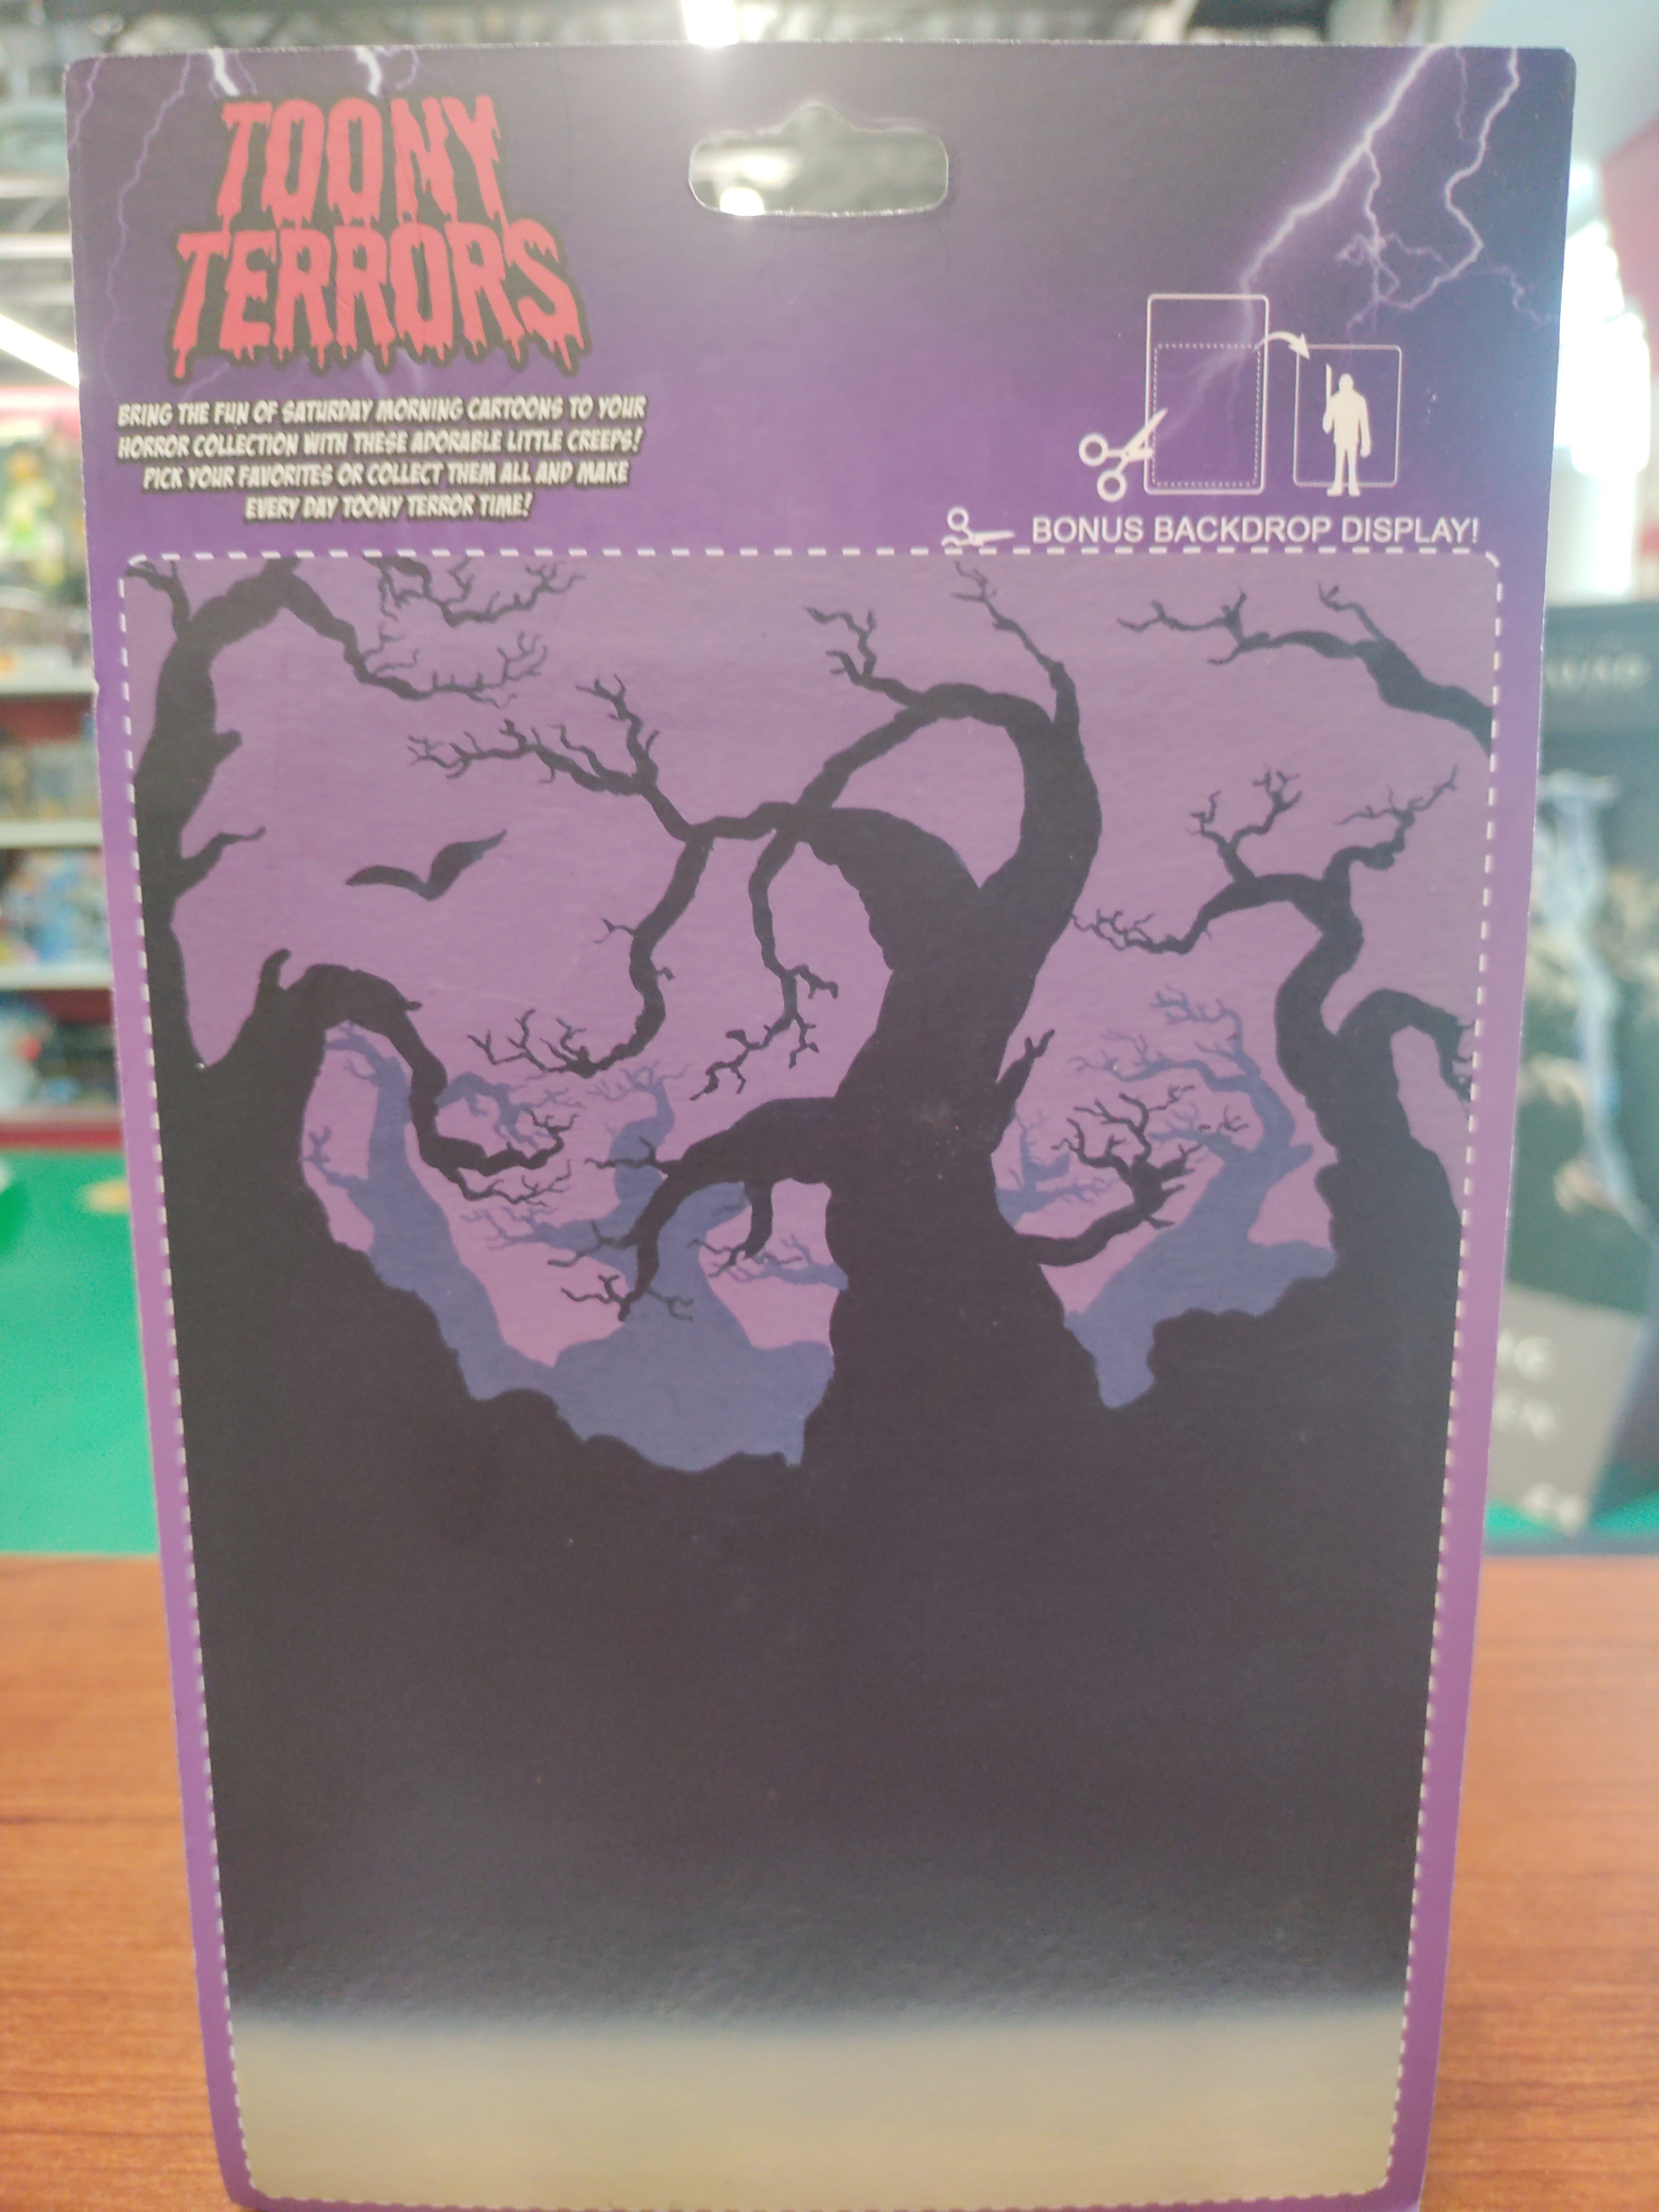 TOONY
TERRORS
BRING THE FUN OF SATURDAY MORNING CARTOONS TO YOUR
HORROR COLLECTION WITH THESE ADORABLE LITTLE CREEPS!
PICK YOUR FAVORITES OR COLLECT THEM ALL AND MAKE
EVERY DAY TOONY TERROR TIME!
BONUS BACKDROP DISPLAY!